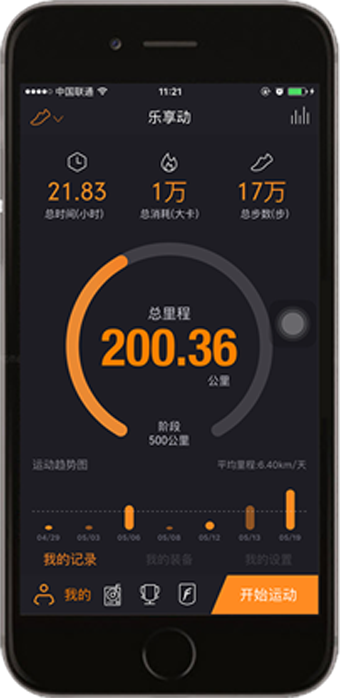 中国联通 11:21
乐享动
21.83 1万 17万
总时间(小时) 总消耗(大卡) 总步数(步)
总里程
200.36
公里
阶段
500公里
运动趋势图 平均里程:6.40km/天
04/29 05/03 05/06 05/08 05/12 05/13 05/19
我的记录 我的装备 我的设置
我的 开始运动